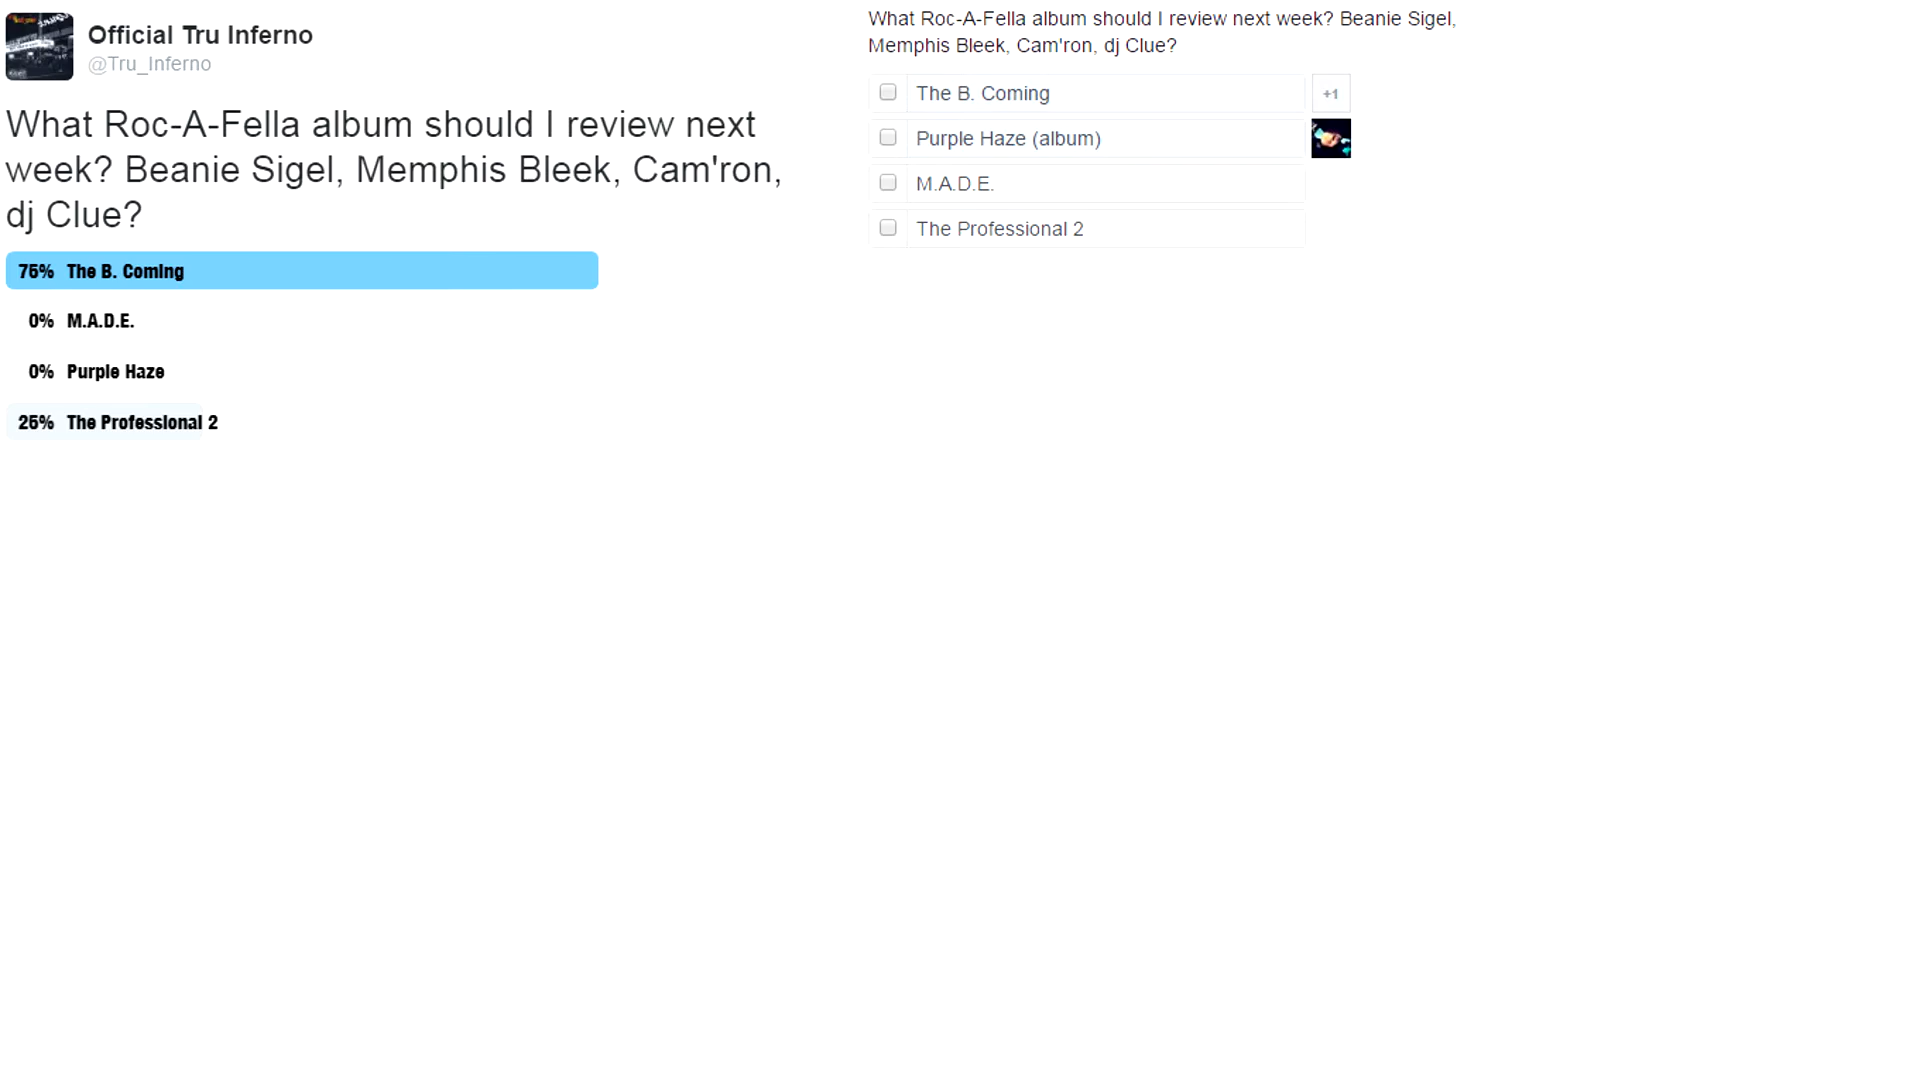 Official Tru Inferno
@Tru_Inferno
What Roc-A-Fella album should I review next
week? Beanie Sigel, Memphis Bleek, Cam'ron,
dj Clue?
75% The B. Coming
0% M.A.D.E.
0% Purple Haze
25% The Professional 2
What Roc-A-Fella album should I review next week? Beanie Sigel,
Memphis Bleek, Cam'ron, dj Clue?
The B. Coming +1
Purple Haze (album)
M.A.D.E.
The Professional 2